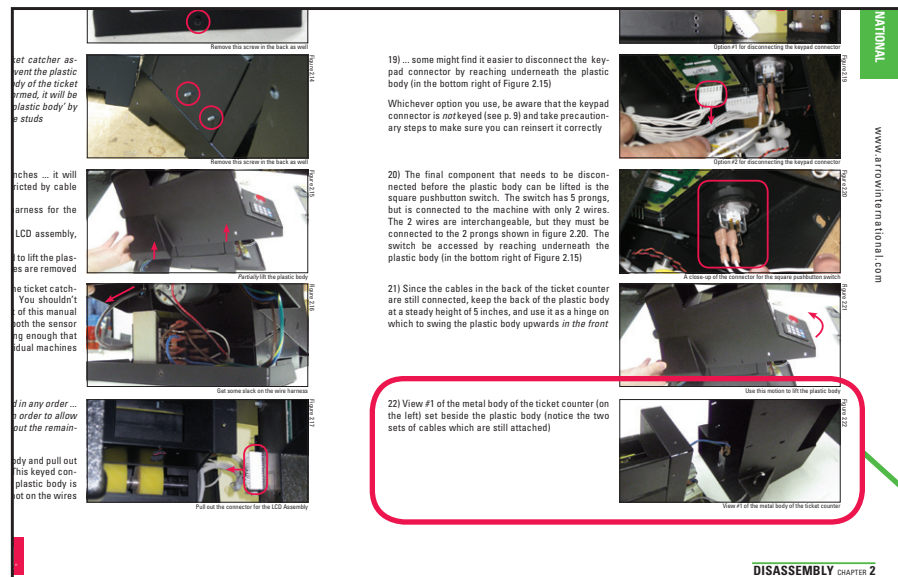 Remove this screw in the back as well
ket catcher as-
vent the plastic
dy of the ticket
rmed, it will be
plastic body' by
e studs
Figure 2.14
Remove this screw in the back as well
nches ... it will
ricted by cable
arness for the
LCD assembly,
Figure 2.15
l to lift the plas-
es are removed
Partially lift the plastic body
he ticket catch-
You shouldn't
t of this manual
both the sensor
ng enough that
idual machines
Figure 2.16
Get some slack on the wire harness
d in any order ...
n order to allow
out the remain-
ody and pull out
This keyed con-
plastic body is
not on the wires
Figure 2.17
Pull out the connector for the LCD Assembly
Option #1 for disconnecting the keypad connector
19) ... some might find it easier to disconnect the key-
pad connector by reaching underneath the plastic
body (in the bottom right of Figure 2.15)
Whichever option you use, be aware that the keypad
connector is not keyed (see p. 9) and take precaution-
ary steps to make sure you can reinsert it correctly
Figure 2.19
Option #2 for disconnecting the keypad connector
20) The final component that needs to be discon-
nected before the plastic body can be lifted is the
square pushbutton switch. The switch has 5 prongs,
but is connected to the machine with only 2 wires.
The 2 wires are interchangeable, but they must be
connected to the 2 prongs shown in figure 2.20. The
switch be accessed by reaching underneath the
plastic body (in the bottom right of Figure 2.15)
Figure 2.20
A close-up of the connector for the square pushbutton switch
21) Since the cables in the back of the ticket counter
are still connected, keep the back of the plastic body
at a steady height of 5 inches, and use it as a hinge on
which to swing the plastic body upwards in the front
Figure 2.21
Use this motion to lift the plastic body
22) View #1 of the metal body of the ticket counter (on
the left) set beside the plastic body (notice the two
sets of cables which are still attached)
Figure 2.22
View #1 of the metal body of the ticket counter
NATIONAL
www.arrowinternational.com
DISASSEMBLY CHAPTER 2